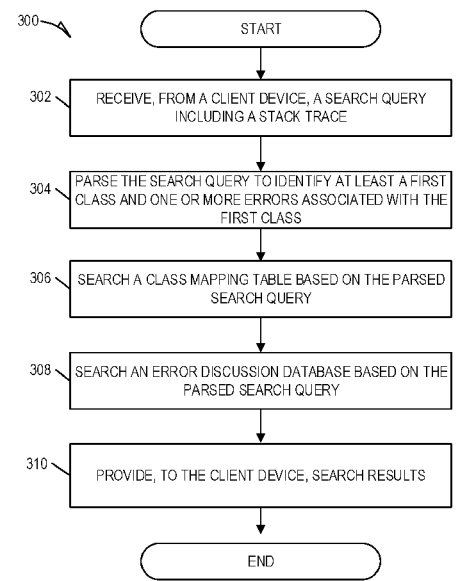 300
START
302
RECEIVE, FROM A CLIENT DEVICE, A SEARCH QUERY
INCLUDING A STACK TRACE
304
PARSE THE SEARCH QUERY TO IDENTIFY AT LEAST A FIRST
CLASS AND ONE OR MORE ERRORS ASSOCIATED WITH THE
FIRST CLASS
306
SEARCH A CLASS MAPPING TABLE BASED ON THE PARSED
SEARCH QUERY
308
SEARCH AN ERROR DISCUSSION DATABASE BASED ON THE
PARSED SEARCH QUERY
310
PROVIDE, TO THE CLIENT DEVICE, SEARCH RESULTS
END